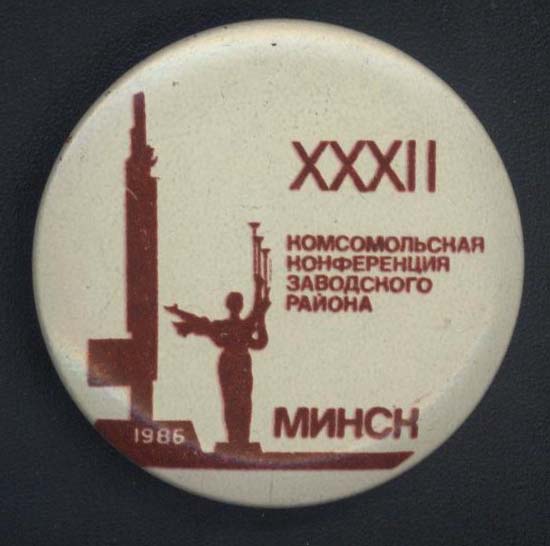 XXXII
КОМСОМОЛЬСКАЯ
КОНФЕРЕНЦИЯ
ЗАВОДСКОГО
РАЙОНА
МИНСК
1986